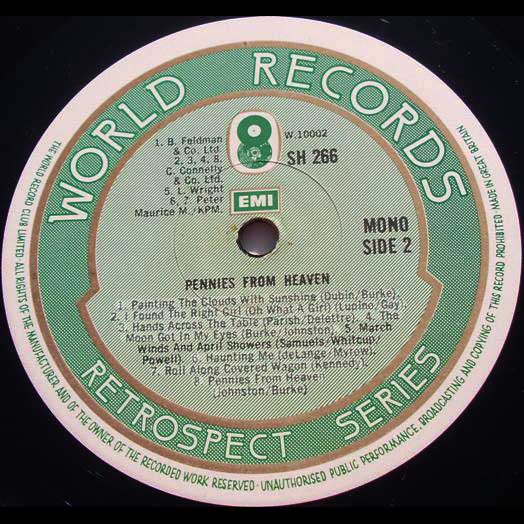 WORLD RECORDS
1. B. Feldman
& Co. Ltd.
2, 3, 4, 8.
C. Connelly
& Co. Ltd.
5. L. Wright
6, 7. Peter
Maurice M./KPM.
W.10002
SH 266
EMI
MONO
SIDE 2
PENNIES FROM HEAVEN
1. Painting The Clouds With Sunshine (Dubin/Burke).
2. I Found The Right Girl (Oh What A Girl) (Lupino/Gay).
3. Hands Across The Table (Parish/Delettre). 4. The
Moon Got In My Eyes (Burke/Johnston). 5. March
Winds And April Showers (Samuels/Whitcup/
Powell). 6. Haunting Me (deLange/Myrow).
7. Roll Along Covered Wagon (Kennedy).
8. Pennies From Heaven
(Johnston/Burke)
RETROSPECT SERIES
THE WORLD RECORD CLUB LIMITED · ALL RIGHTS OF THE MANUFACTURER AND OF THE OWNER OF THE RECORDED WORK RESERVED · UNAUTHORISED PUBLIC PERFORMANCE, BROADCASTING AND COPYING OF THIS RECORD PROHIBITED · MADE IN GREAT BRITAIN